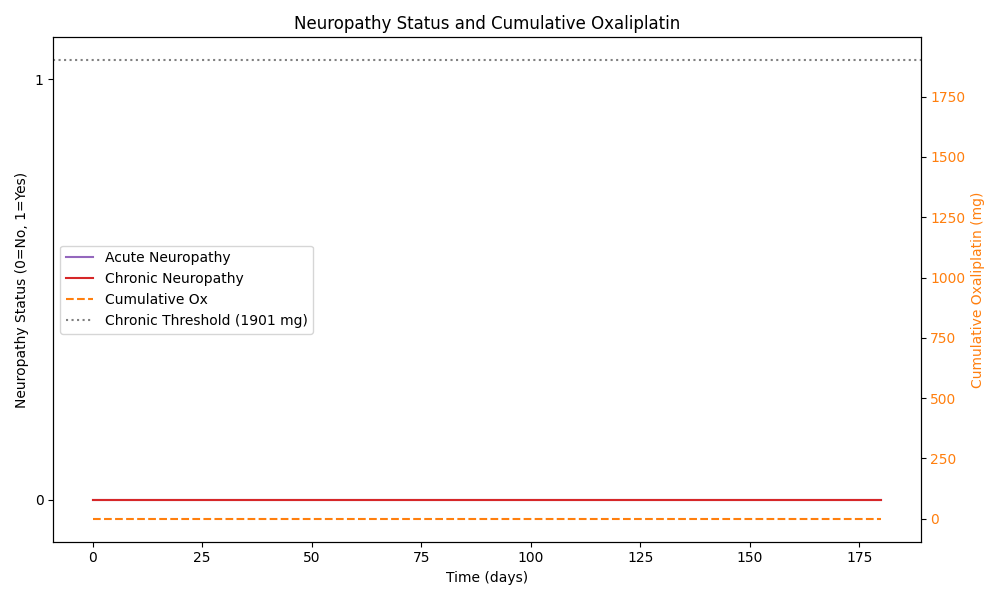 Neuropathy Status and Cumulative Oxaliplatin
Neuropathy Status (0=No, 1=Yes)
1
0
Acute Neuropathy
Chronic Neuropathy
Cumulative Ox
Chronic Threshold (1901 mg)
1750
1500
1250
1000
750
500
250
0
Cumulative Oxaliplatin (mg)
0 25 50 75 100 125 150 175
Time (days)